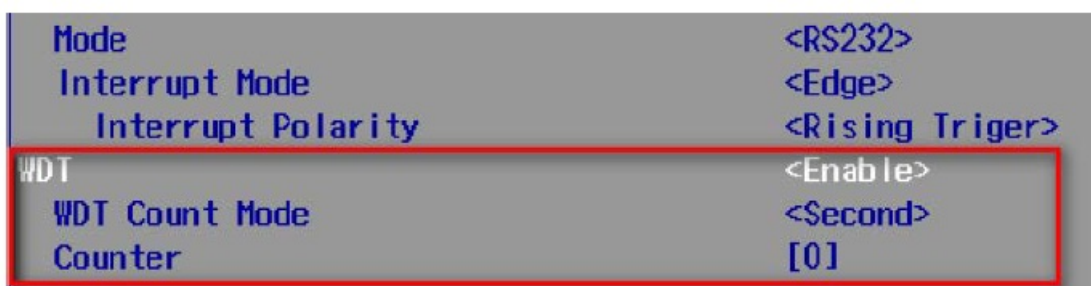 Mode <RS232>
Interrupt Mode <Edge>
Interrupt Polarity <Rising Triger>
WDT <Enable>
WDT Count Mode <Second>
Counter [0]